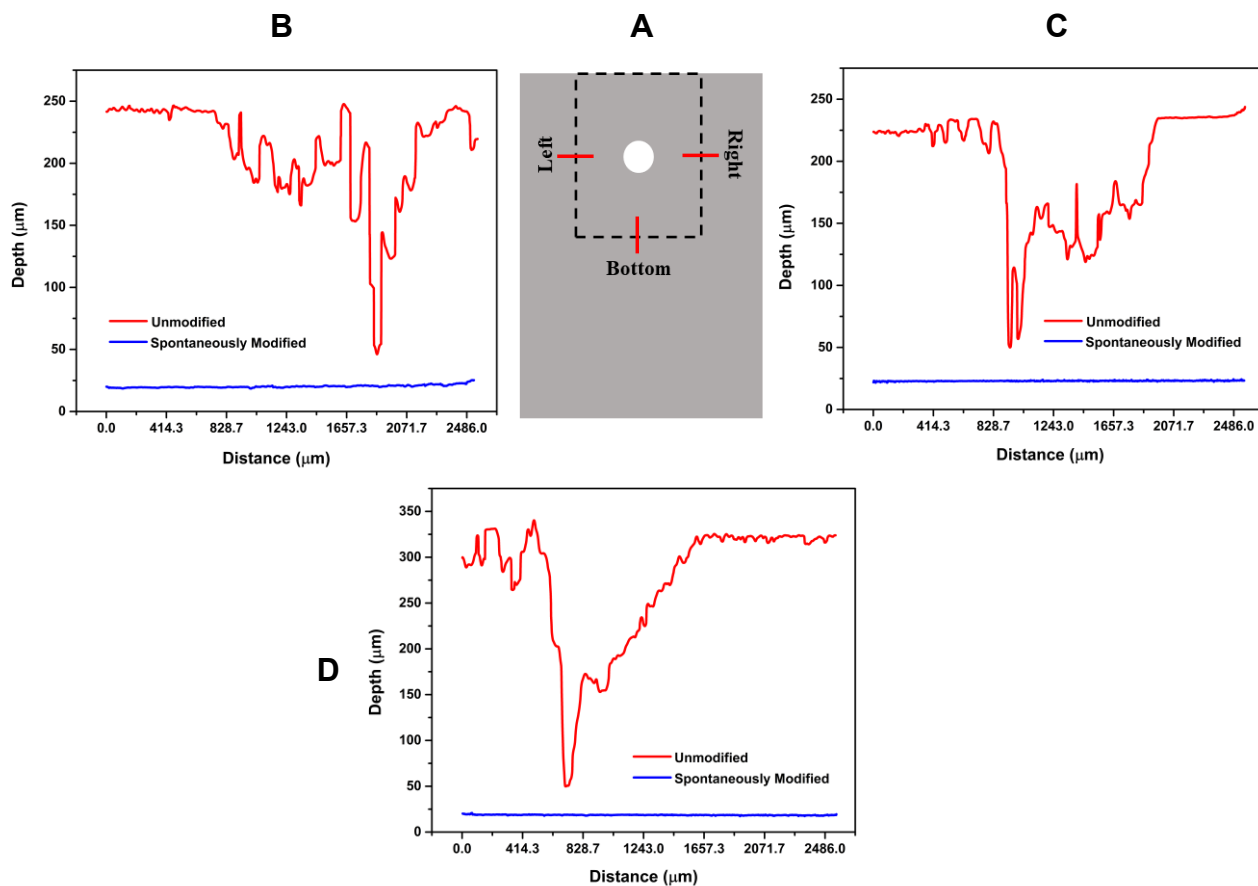 B
A
C
250
200
150
100
50
0
Depth (μm)
Unmodified
Spontaneously Modified
0.0 414.3 828.7 1243.0 1657.3 2071.7 2486.0
Distance (μm)
Left
Right
Bottom
250
200
150
100
50
0
Depth (μm)
Unmodified
Spontaneously Modified
0.0 414.3 828.7 1243.0 1657.3 2071.7 2486.0
Distance (μm)
D
350
300
250
200
150
100
50
0
Depth (μm)
Unmodified
Spontaneously Modified
0.0 414.3 828.7 1243.0 1657.3 2071.7 2486.0
Distance (μm)